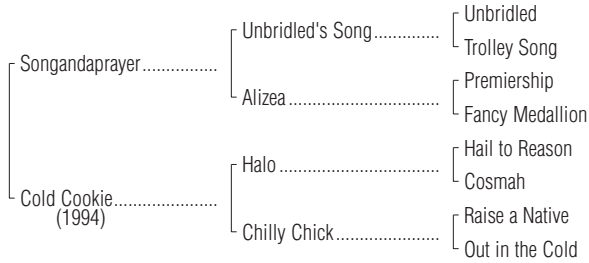 Unbridled
Unbridled's Song..............
Trolley Song
Songandaprayer................
Premiership
Alizea ................................
Fancy Medallion
Hail to Reason
Halo ..................................
Cosmah
Cold Cookie......................
(1994)
Raise a Native
Chilly Chick......................
Out in the Cold